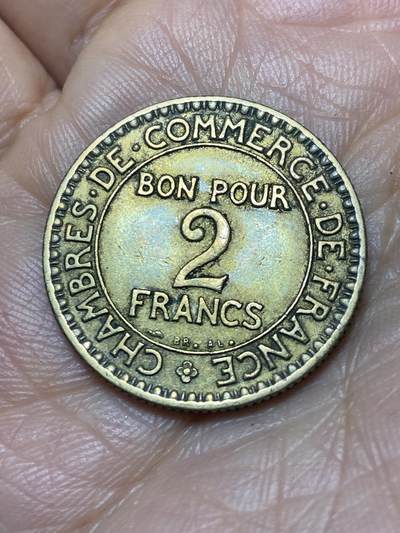 CHAMBRES·DE·COMMERCE·DE·FRANCE
BON POUR
2
FRANCS